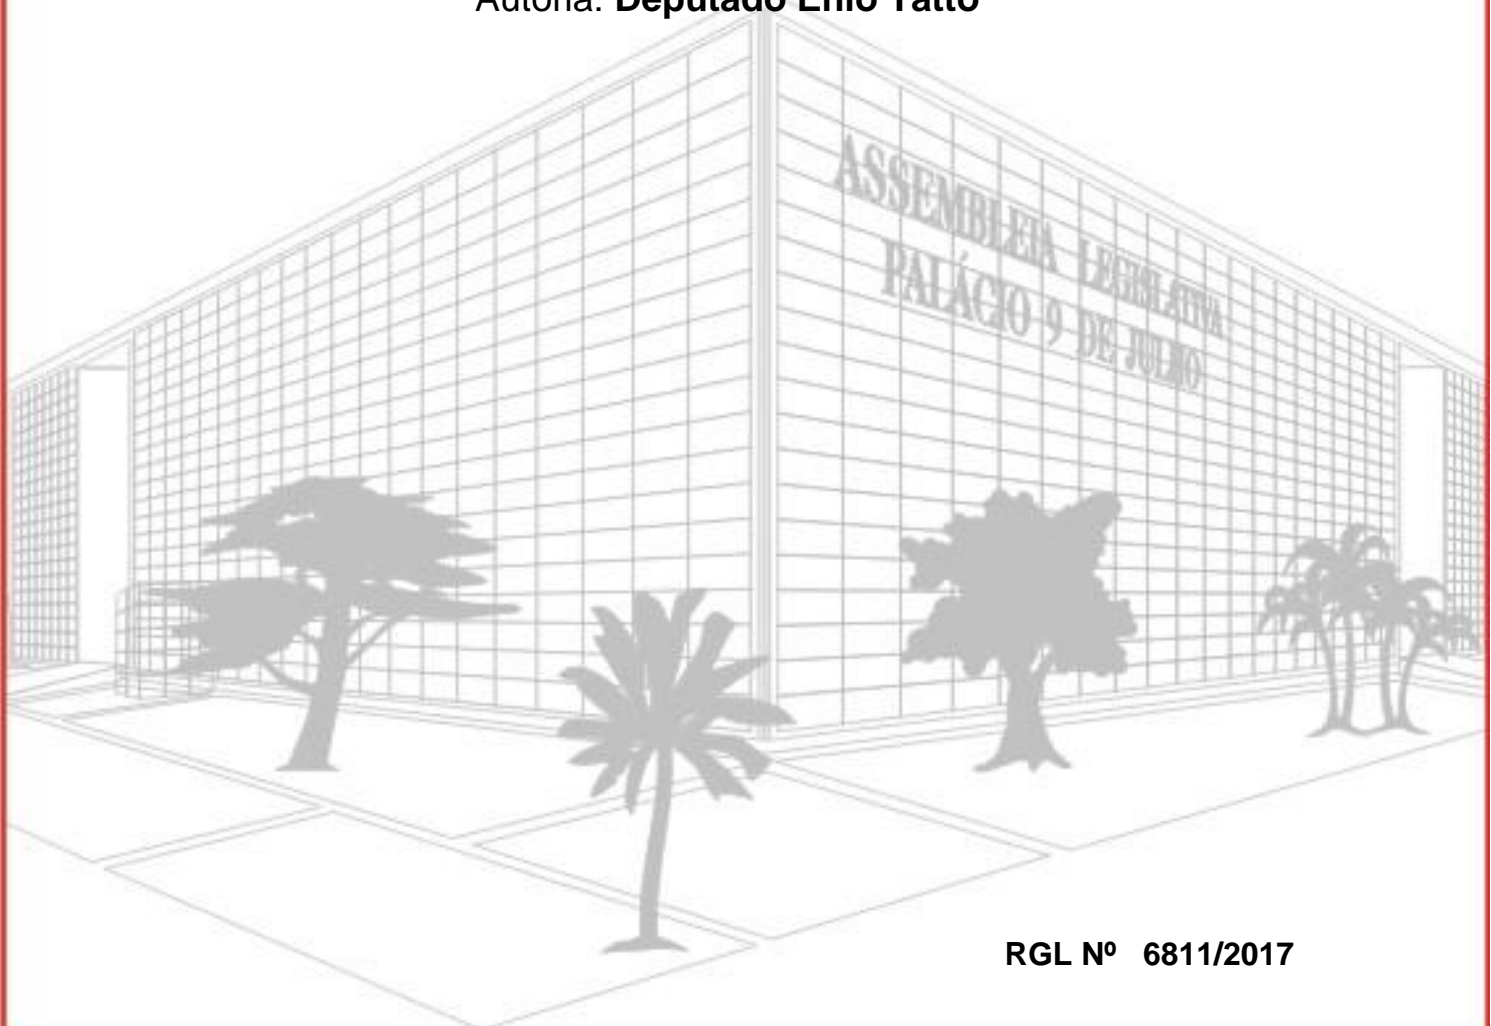 Autoria: Deputado Enio Tatto
ASSEMBLEIA LEGISLATIVA
PALÁCIO 9 DE JULHO
RGL Nº 6811/2017